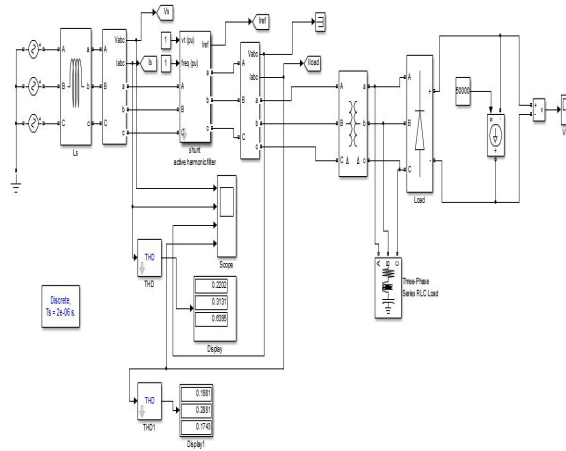 Vs
Is
Vabc
Iabc
A
B
C
a
b
c
Ls
1
vt (pu)
1
freq (pu)
Iref
Iref
A
B
C
a
b
c
shunt
active harmonic filter
Vabc
Iabc
a
b
c
Iload
A
B
C
a
b
c
Δ
Δ
A
B
C
+
-
Load
50000
s
+
-
+
-
v
V
A
B
C
Three-Phase
Series RLC Load
Scope
THD
THD
0.2202
0.3131
0.6395
Display
Discrete,
Ts = 2e-06 s.
THD
THD1
0.1981
0.2881
0.1743
Display1